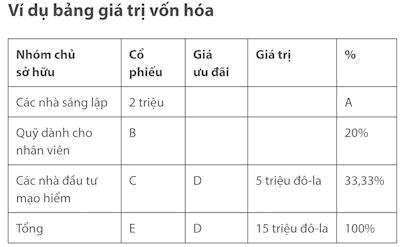 Ví dụ bảng giá trị vốn hóa
Nhóm chủ sở hữu Cổ phiếu Giá ưu đãi Giá trị %
Các nhà sáng lập 2 triệu A
Quỹ dành cho nhân viên B 20%
Các nhà đầu tư mạo hiểm C D 5 triệu đô-la 33,33%
Tổng E D 15 triệu đô-la 100%